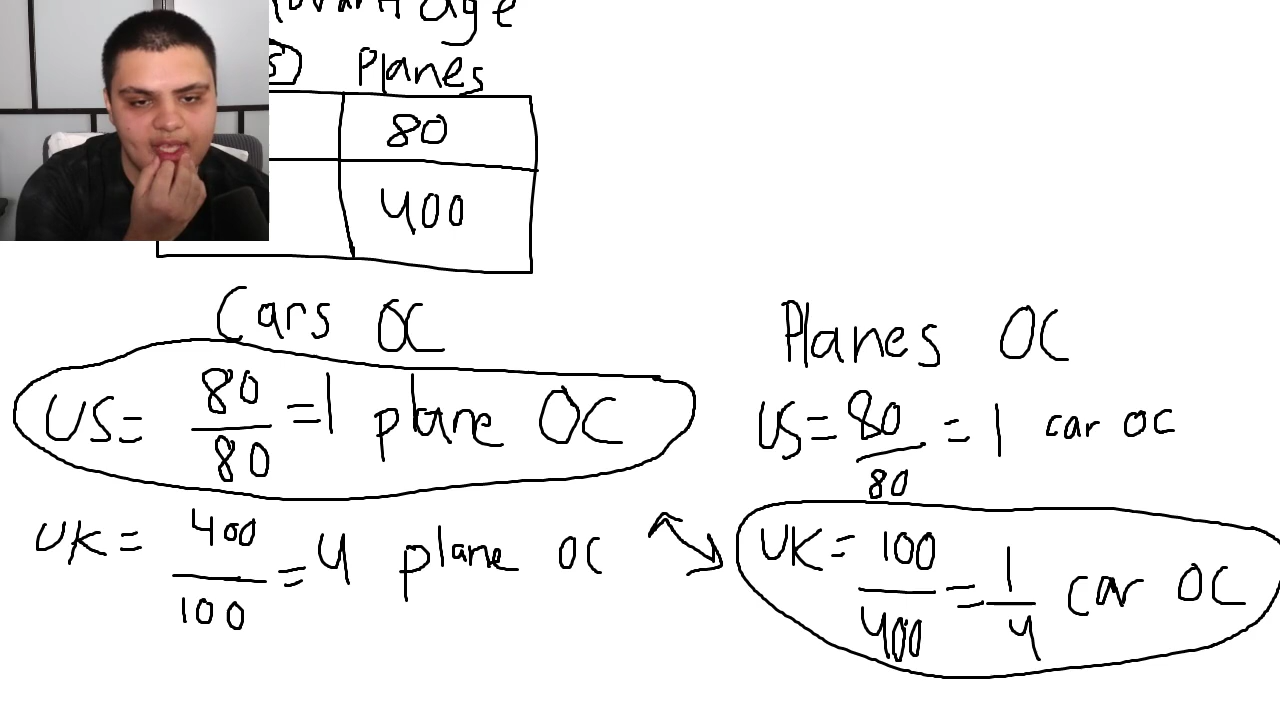 Planes
80
400
Cars OC
US = 80/80 = 1 plane OC
UK = 400/100 = 4 plane OC
Planes OC
US = 80/80 = 1 car OC
UK = 100/400 = 1/4 car OC